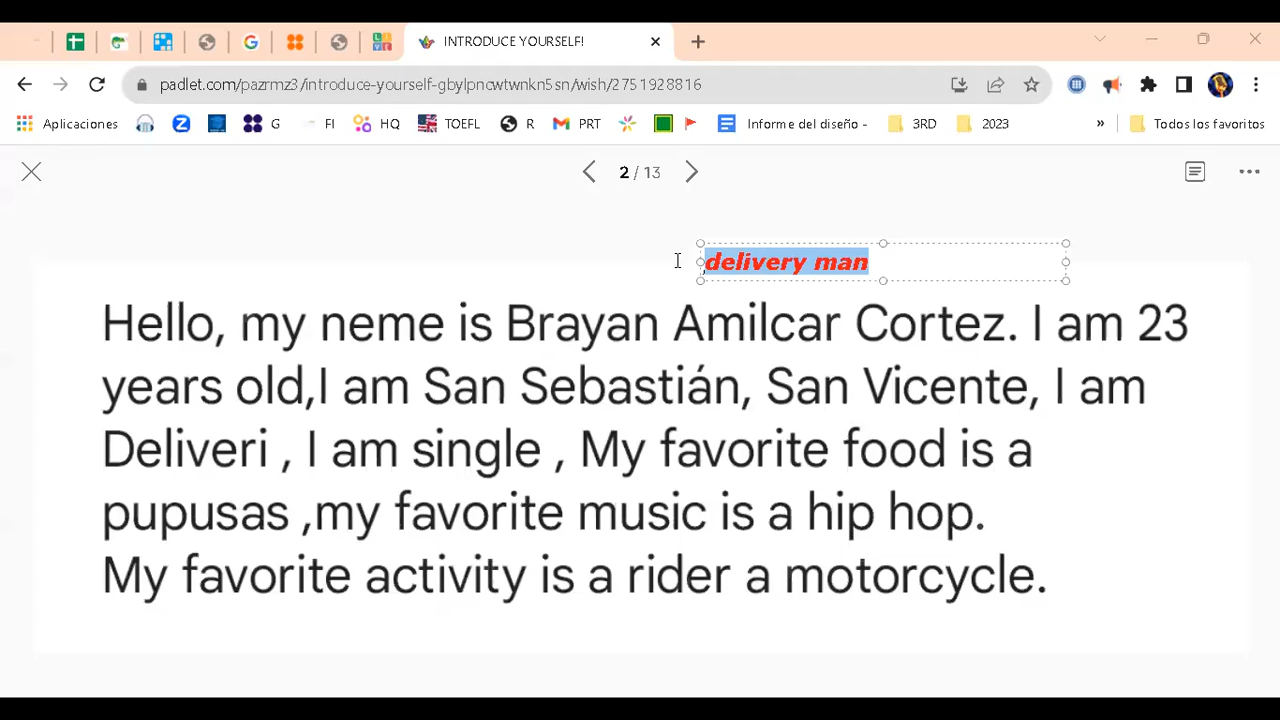 INTRODUCE YOURSELF!
padlet.com/pazrmz3/introduce-yourself-gbylpncwtwnkn5sn/wish/2751928816
Aplicaciones G FI HQ TOEFL R PRT Informe del diseño - 3RD 2023 » Todos los favoritos
2 / 13
delivery man
Hello, my neme is Brayan Amilcar Cortez. I am 23
years old,I am San Sebastián, San Vicente, I am
Deliveri , I am single , My favorite food is a
pupusas ,my favorite music is a hip hop.
My favorite activity is a rider a motorcycle.